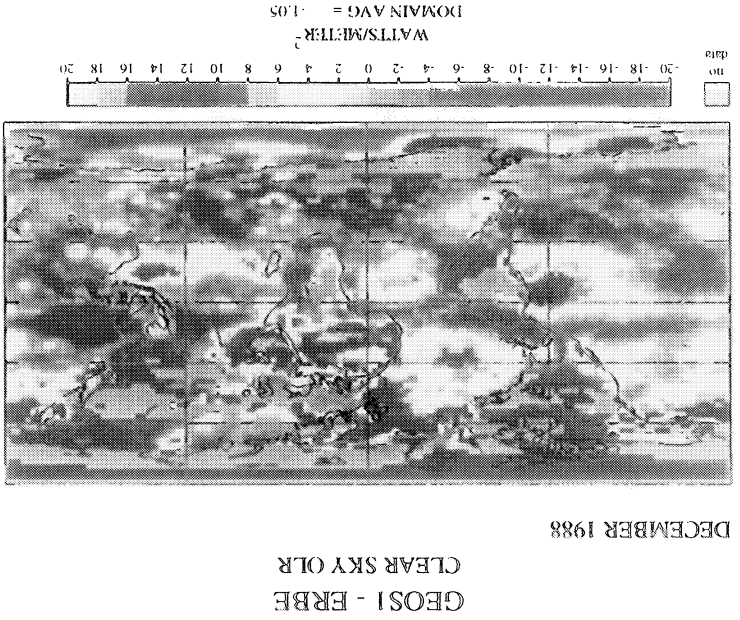 GEOS1 - ERBE
CLEAR SKY OLR
DECEMBER 1988
no data
-20 -18 -16 -14 -12 -10 -8 -6 -4 -2 0 2 4 6 8 10 12 14 16 18 20
WATTS/METER²
DOMAIN AVG = -1.05